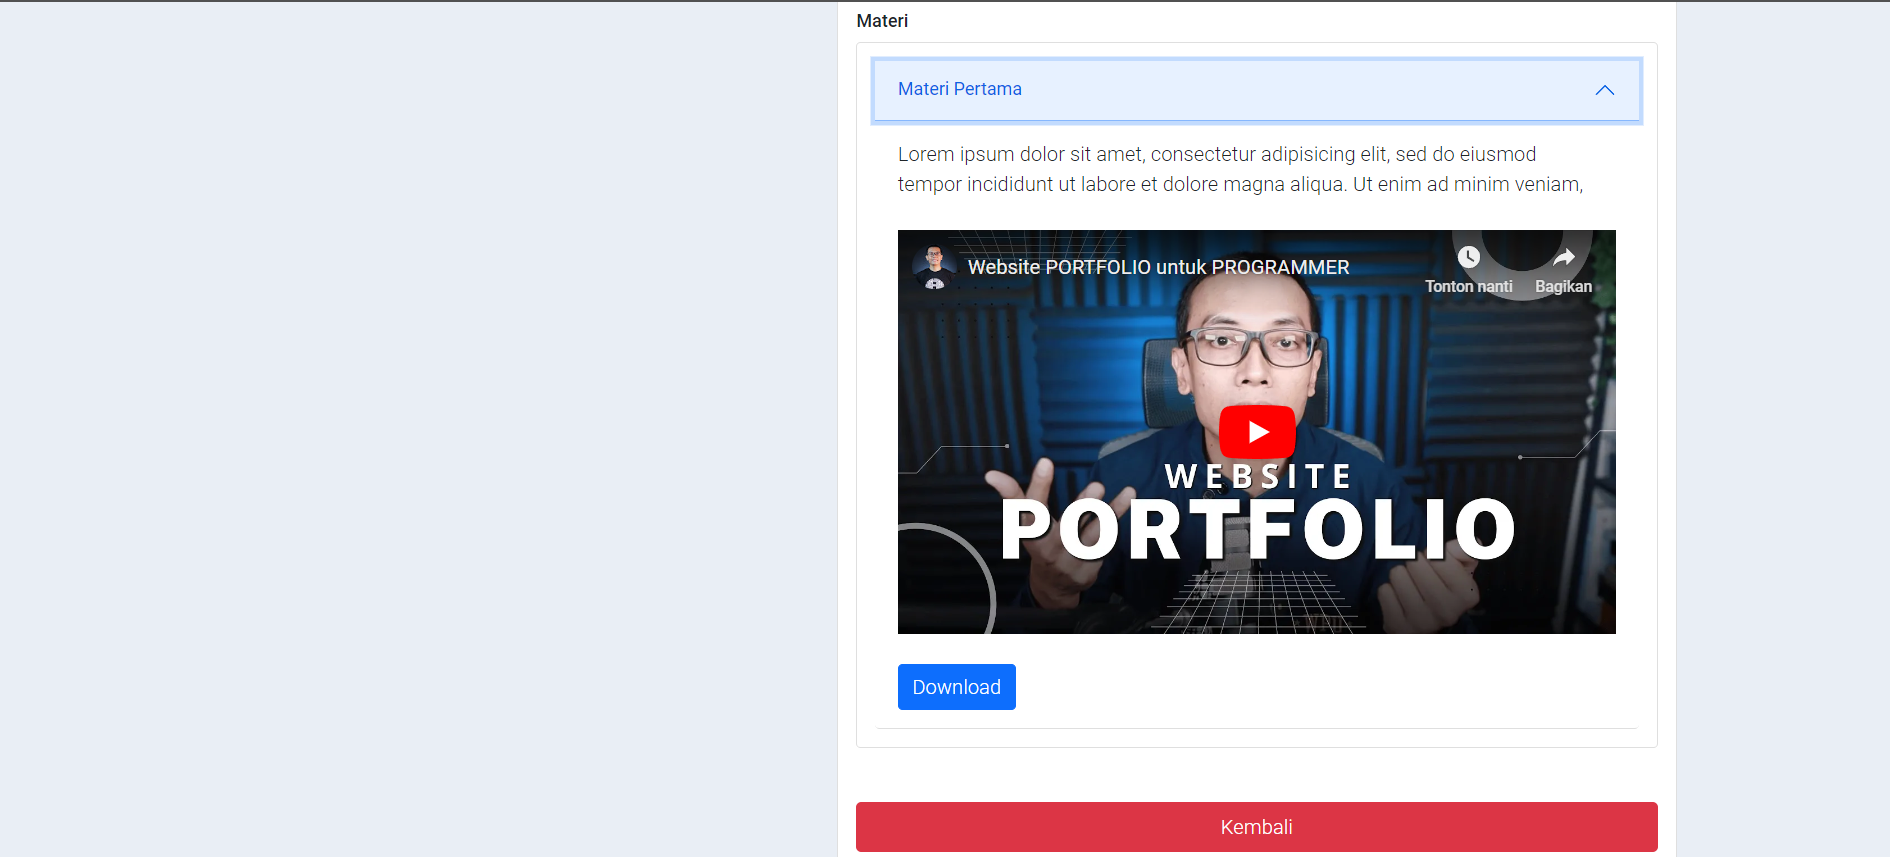 Materi
Materi Pertama
Lorem ipsum dolor sit amet, consectetur adipisicing elit, sed do eiusmod
tempor incididunt ut labore et dolore magna aliqua. Ut enim ad minim veniam,
Website PORTFOLIO untuk PROGRAMMER
Tonton nanti
Bagikan
WEBSITE
PORTFOLIO
Download
Kembali